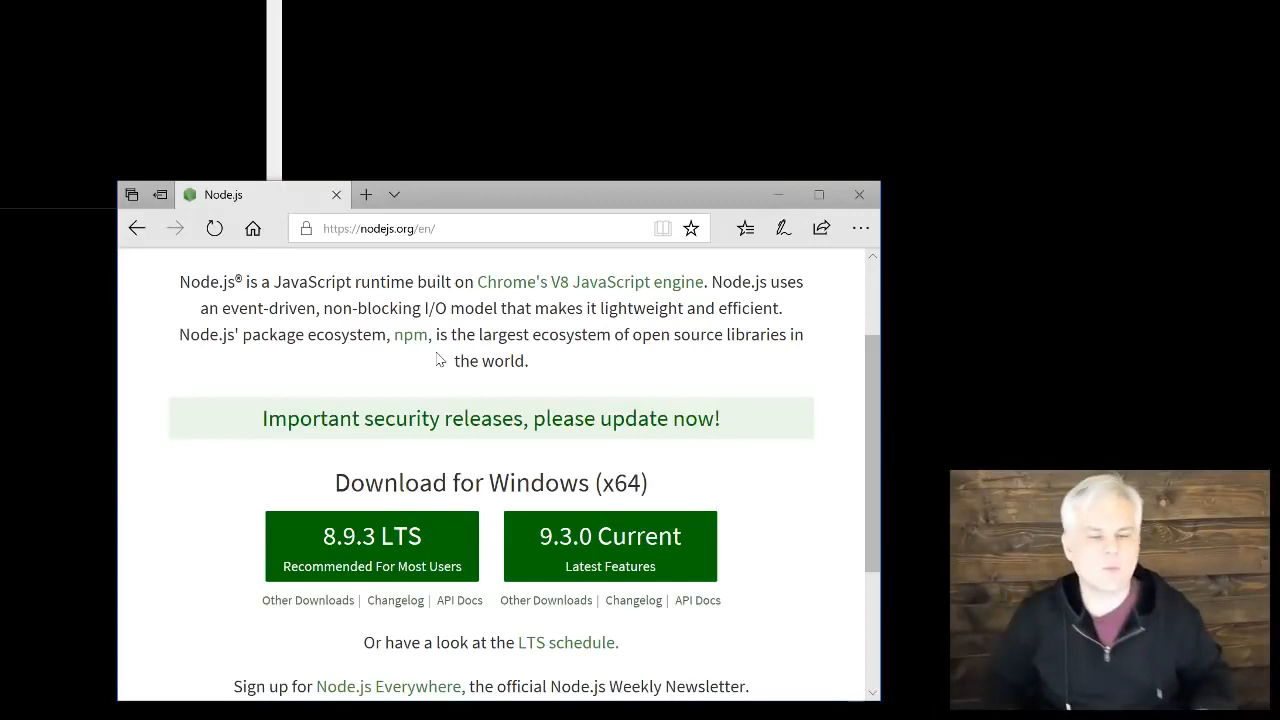 Node.js
https://nodejs.org/en/
Node.js® is a JavaScript runtime built on Chrome's V8 JavaScript engine. Node.js uses
an event-driven, non-blocking I/O model that makes it lightweight and efficient.
Node.js' package ecosystem, npm, is the largest ecosystem of open source libraries in
the world.
Important security releases, please update now!
Download for Windows (x64)
8.9.3 LTS
Recommended For Most Users
9.3.0 Current
Latest Features
Other Downloads | Changelog | API Docs
Other Downloads | Changelog | API Docs
Or have a look at the LTS schedule.
Sign up for Node.js Everywhere, the official Node.js Weekly Newsletter.